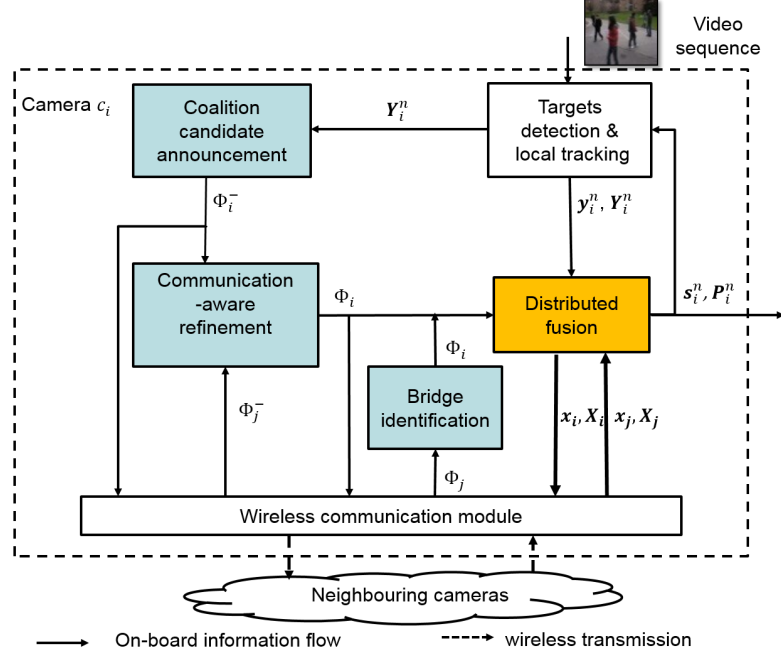 Video
sequence
Camera c_i
Coalition
candidate
announcement
Y_i^n
Targets
detection &
local tracking
Φ_i^-
y_i^n, Y_i^n
Communication
-aware
refinement
Φ_i
Distributed
fusion
s_i^n, P_i^n
Φ_i
Φ_j^-
Bridge
identification
x_i, X_i
x_j, X_j
Φ_j
Wireless communication module
Neighbouring cameras
On-board information flow
wireless transmission